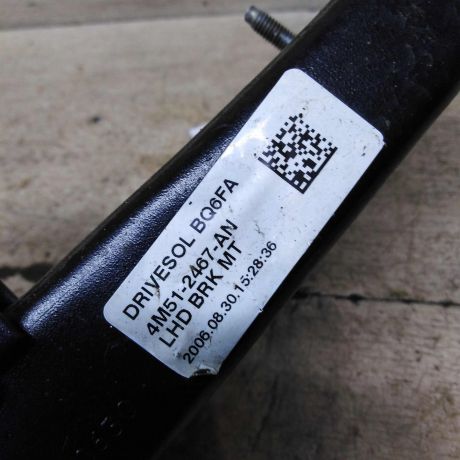 DRIVESOL BQ6FA
4M51-2467-AN
LHD BRK MT
2006.08.30.15:28:36